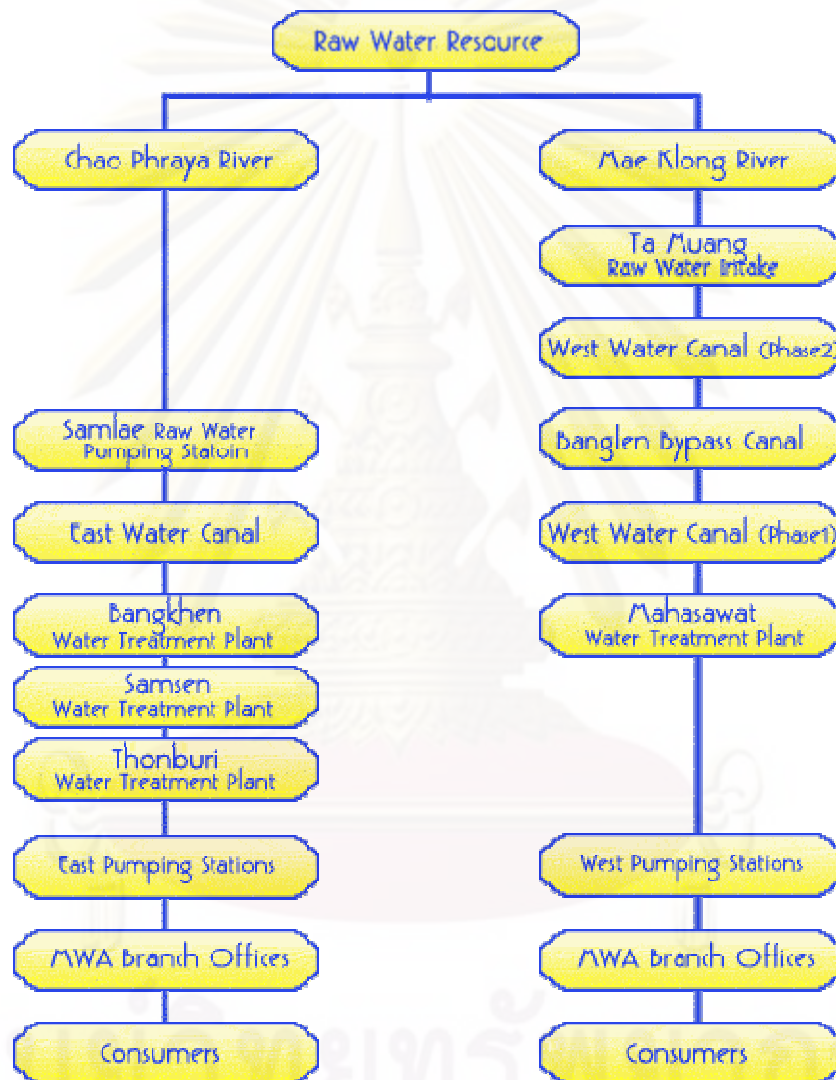 Raw Water Resource
Chao Phraya River
Samlae Raw Water
Pumping Statoin
East Water Canal
Bangkhen
Water Treatment Plant
Samsen
Water Treatment Plant
Thonburi
Water Treatment Plant
East Pumping Stations
MWA Branch Offices
Consumers
Mae Klong River
Ta Muang
Raw Water Intake
West Water Canal (Phase2)
Banglen Bypass Canal
West Water Canal (Phase1)
Mahasawat
Water Treatment Plant
West Pumping Stations
MWA Branch Offices
Consumers